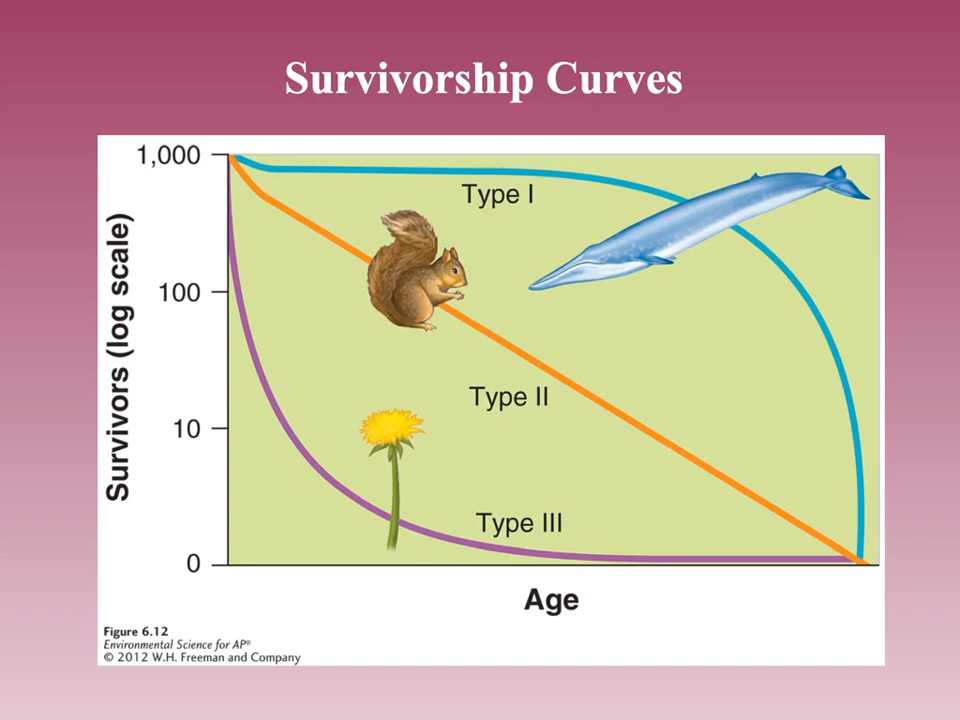 Survivorship Curves
1,000
100
10
0
Survivors (log scale)
Type I
Type II
Type III
Age
Figure 6.12
Environmental Science for AP®
© 2012 W.H. Freeman and Company